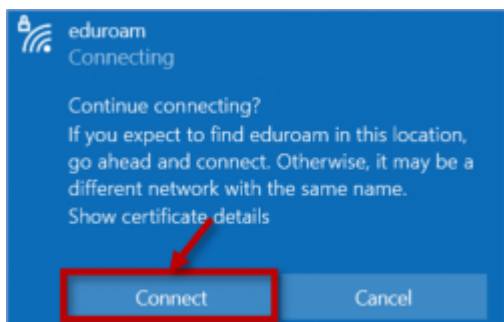 eduroam
Connecting
Continue connecting?
If you expect to find eduroam in this location,
go ahead and connect. Otherwise, it may be a
different network with the same name.
Show certificate details
Connect
Cancel